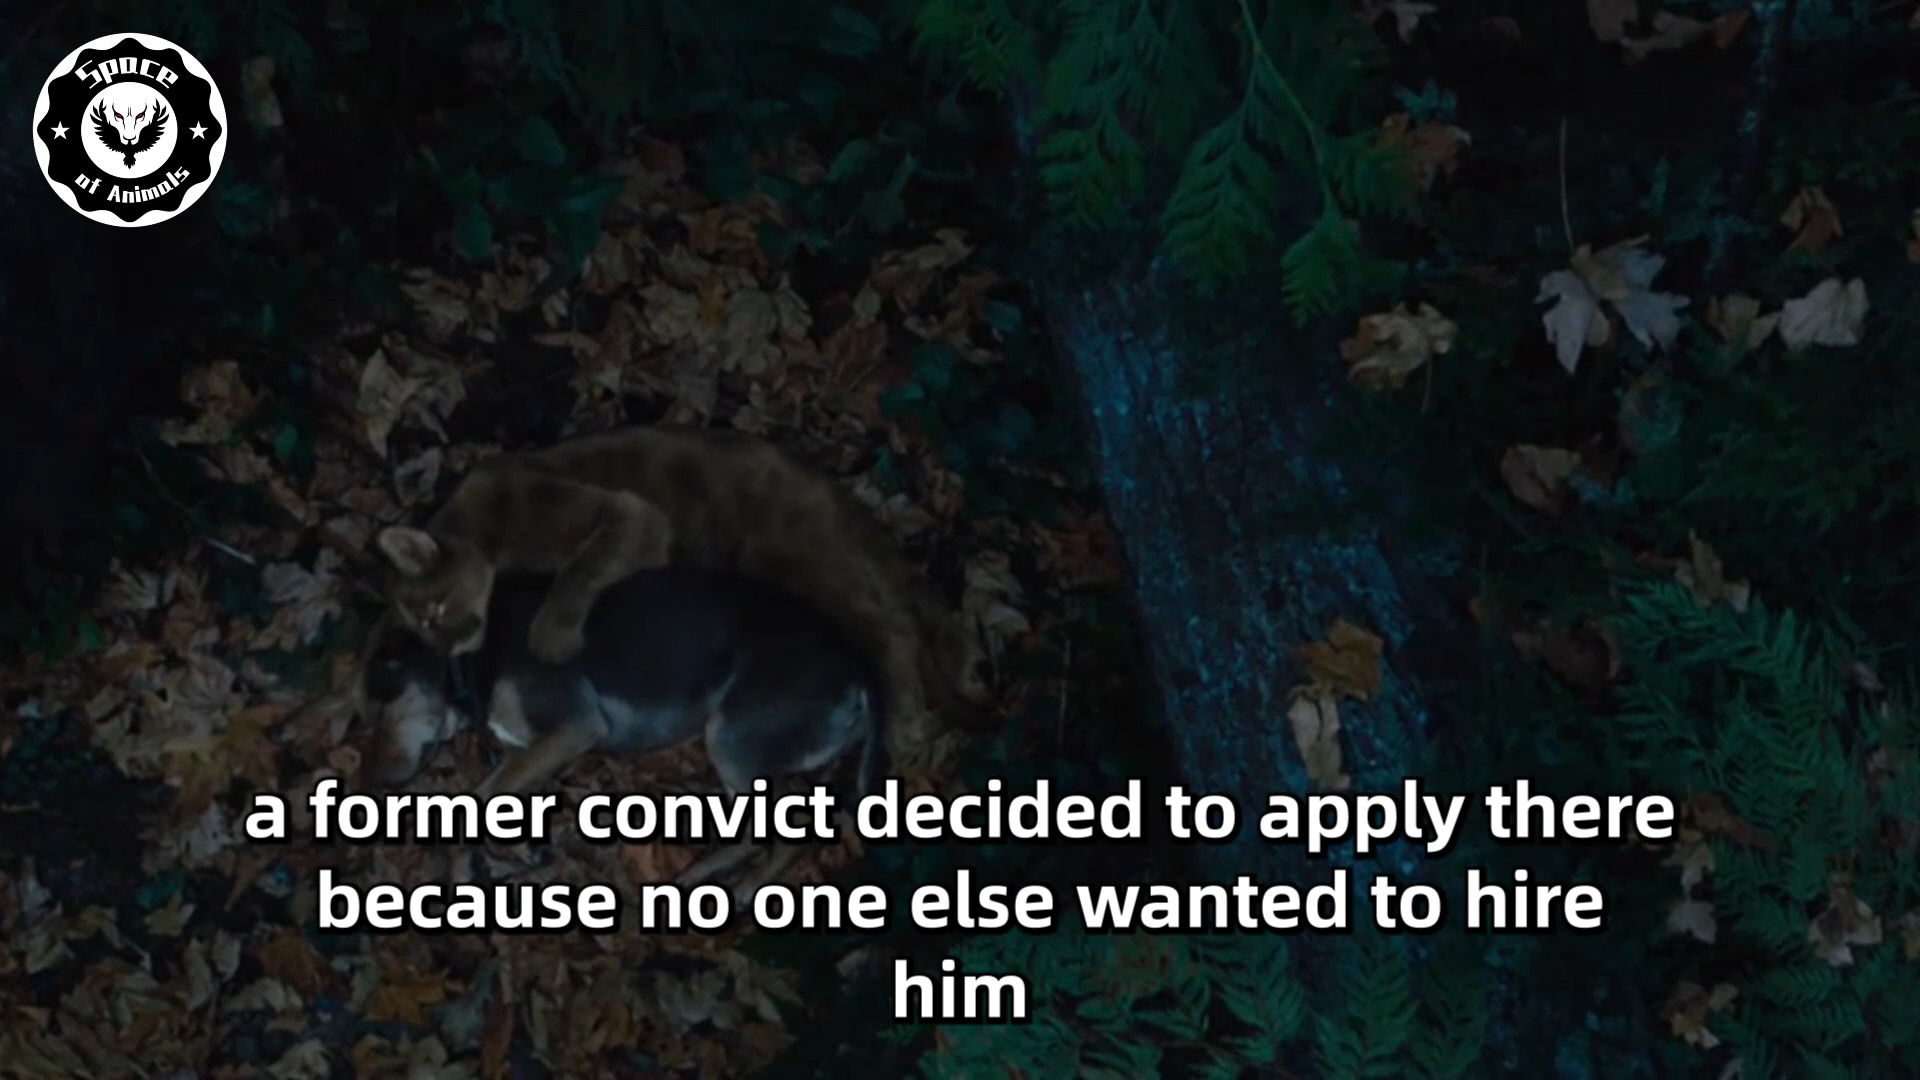 Space
of Animals
a former convict decided to apply there
because no one else wanted to hire
him